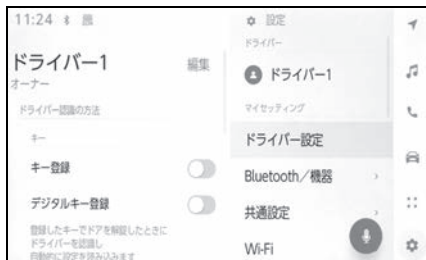 11:24
ドライバー1
編集
オーナー
ドライバー認識の方法
キー
キー登録
デジタルキー登録
登録したキーでドアを解錠したときに
ドライバーを認識し
自動的に設定を読み込みます
設定
ドライバー
ドライバー1
マイセッティング
ドライバー設定
Bluetooth／機器
共通設定
Wi-Fi